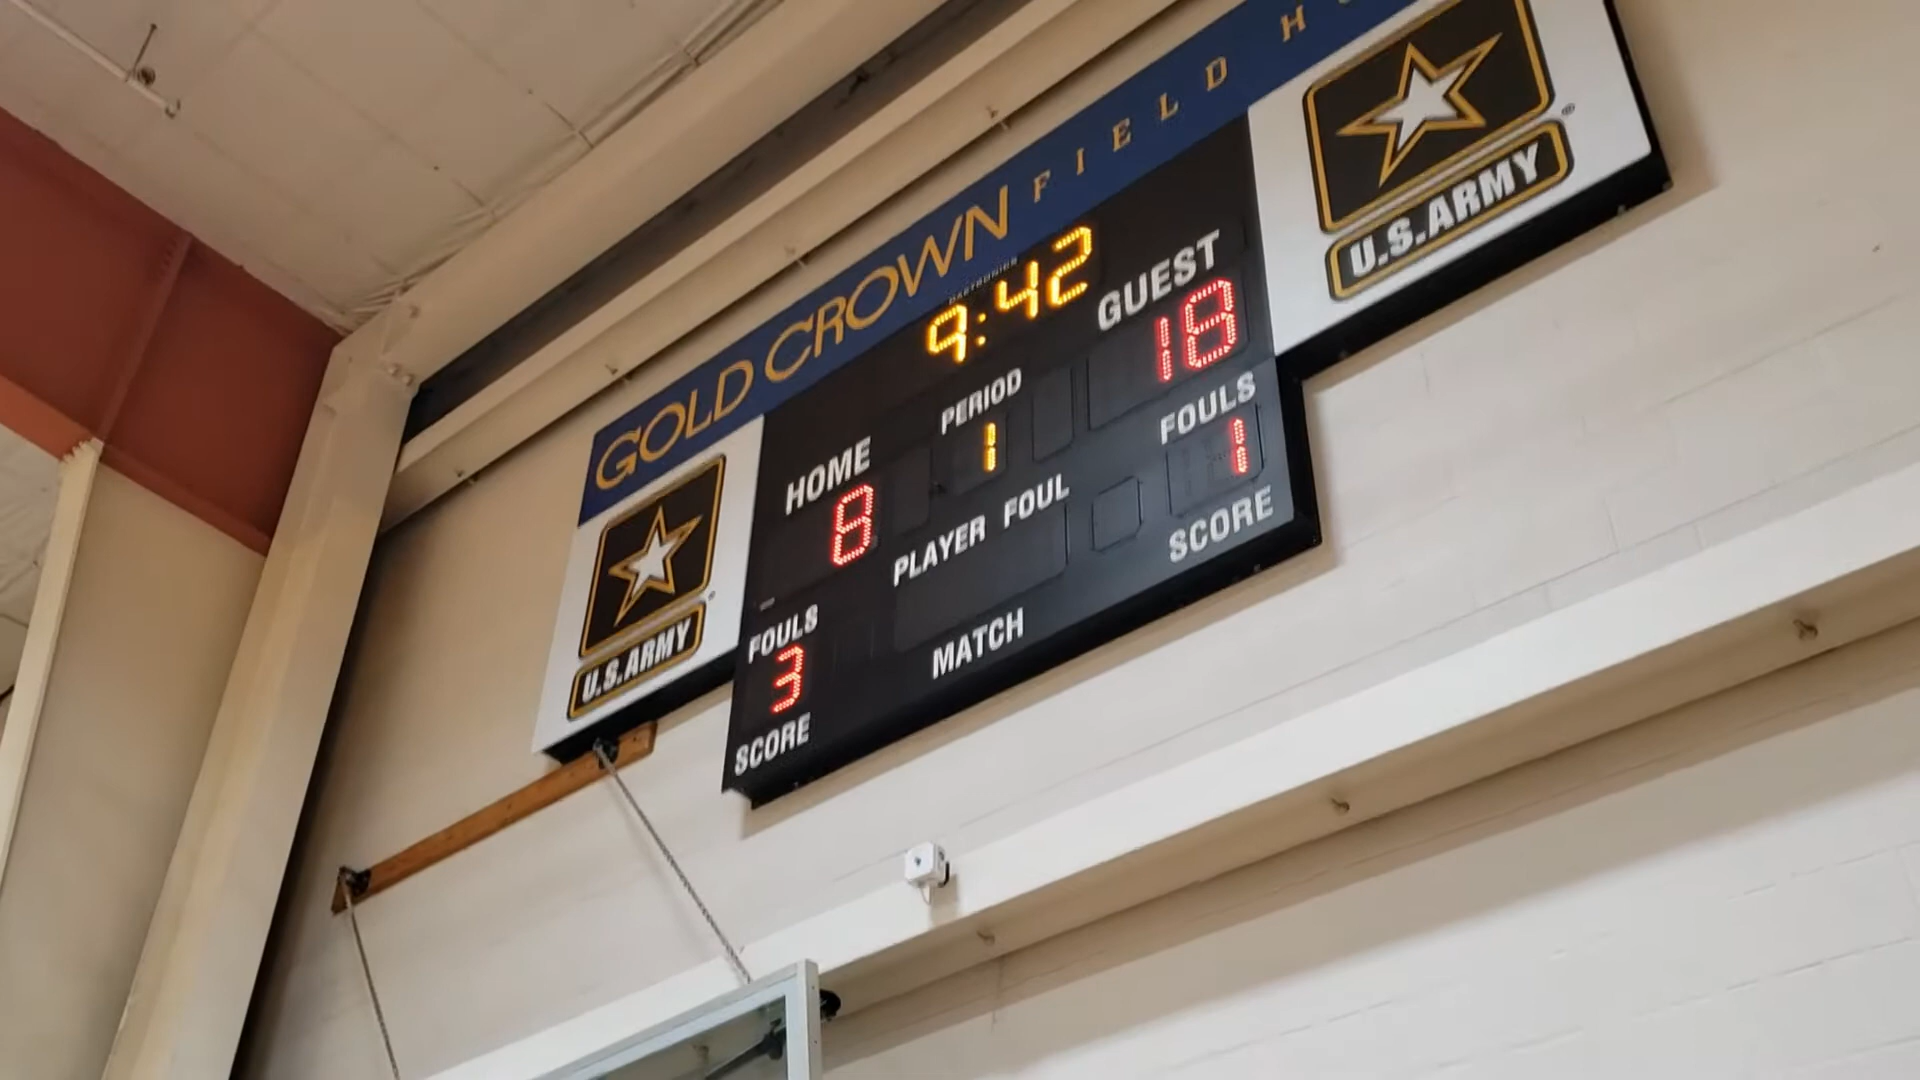 GOLD CROWN FIELD H
DAKTRONICS
9:42
HOME
8
PERIOD
1
GUEST
18
FOULS
3
PLAYER FOUL
FOULS
1
SCORE
MATCH
SCORE
U.S.ARMY
U.S.ARMY ®